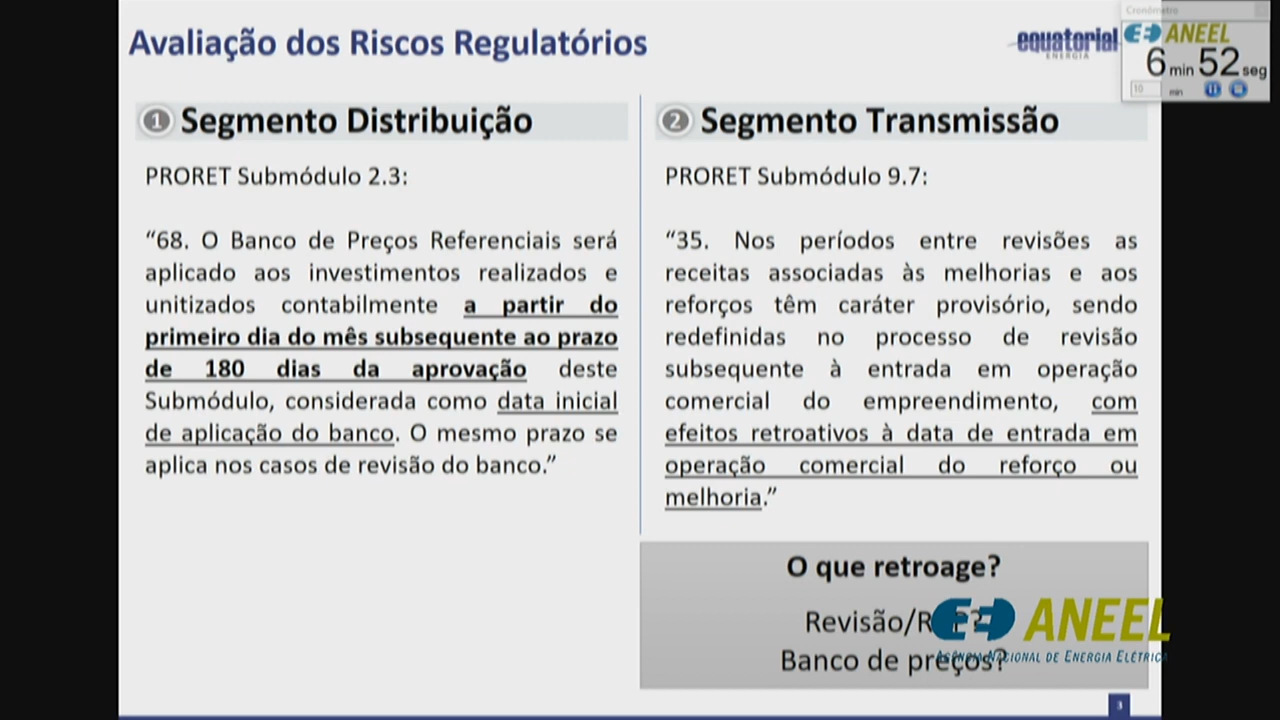 Avaliação dos Riscos Regulatórios
equatorial
ENERGIA
Cronômetro
ANEEL
6 min 52 seg
10 min
1 Segmento Distribuição
PRORET Submódulo 2.3:
“68. O Banco de Preços Referenciais será
aplicado aos investimentos realizados e
unitizados contabilmente a partir do
primeiro dia do mês subsequente ao prazo
de 180 dias da aprovação deste
Submódulo, considerada como data inicial
de aplicação do banco. O mesmo prazo se
aplica nos casos de revisão do banco.”
2 Segmento Transmissão
PRORET Submódulo 9.7:
“35. Nos períodos entre revisões as
receitas associadas às melhorias e aos
reforços têm caráter provisório, sendo
redefinidas no processo de revisão
subsequente à entrada em operação
comercial do empreendimento, com
efeitos retroativos à data de entrada em
operação comercial do reforço ou
melhoria.”
O que retroage?
Banco de preços?
ANEEL
AGÊNCIA NACIONAL DE ENERGIA ELÉTRICA
3